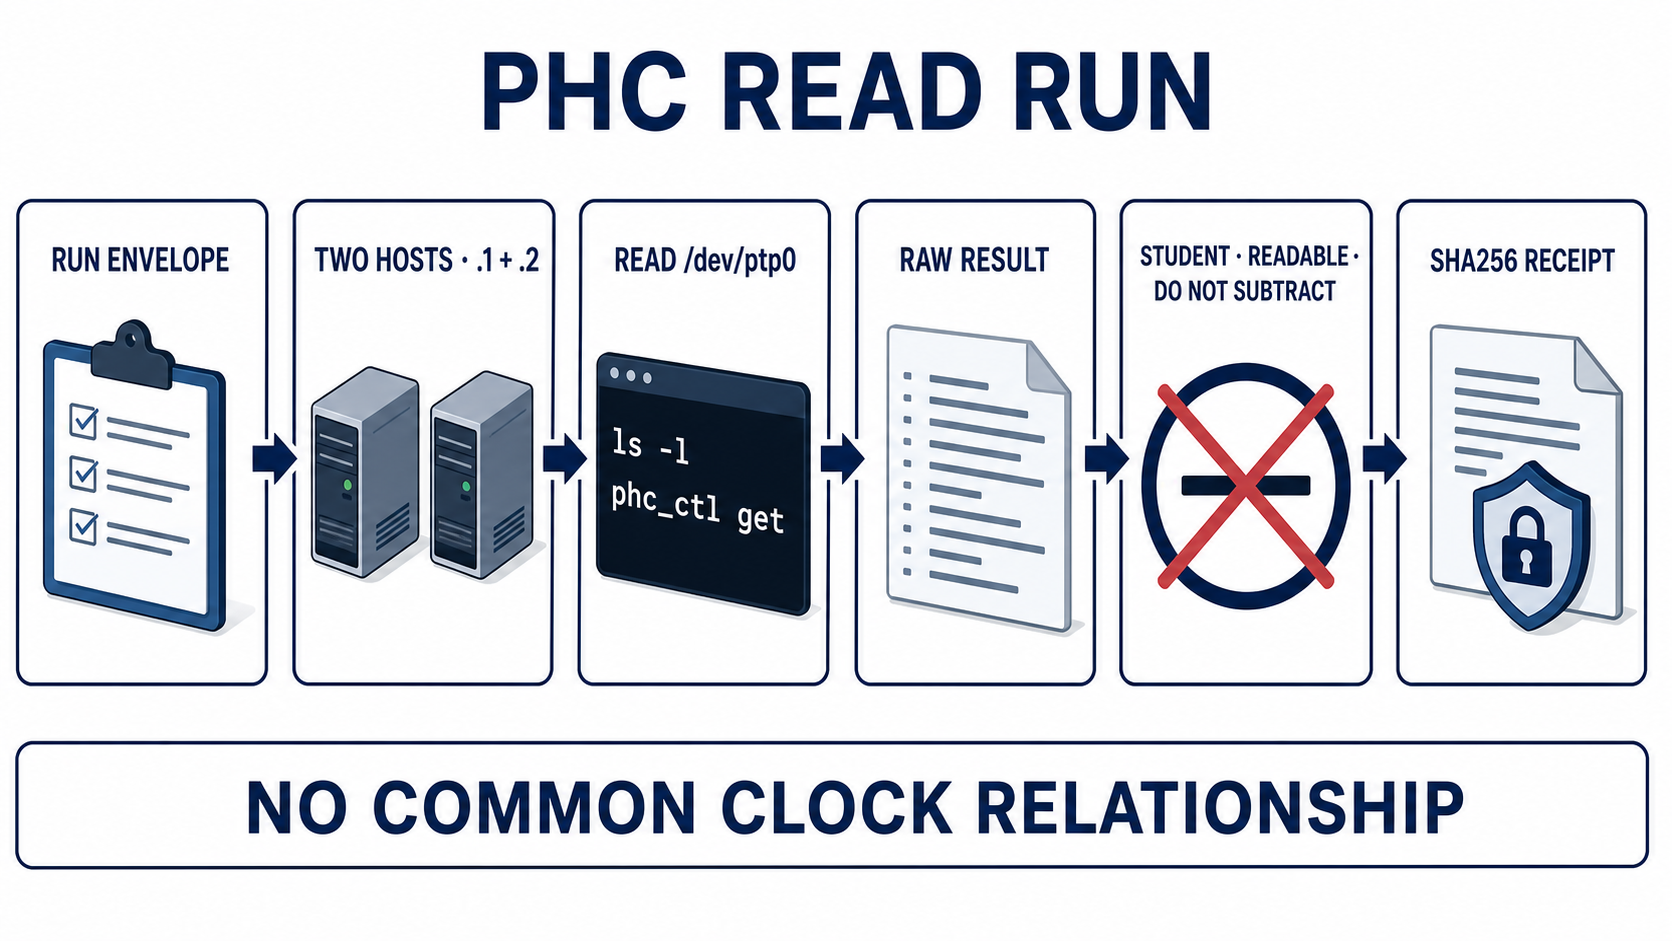 PHC READ RUN
RUN ENVELOPE
TWO HOSTS · .1 + .2
READ /dev/ptp0
ls -l
phc_ctl get
RAW RESULT
STUDENT · READABLE ·
DO NOT SUBTRACT
SHA256 RECEIPT
NO COMMON CLOCK RELATIONSHIP